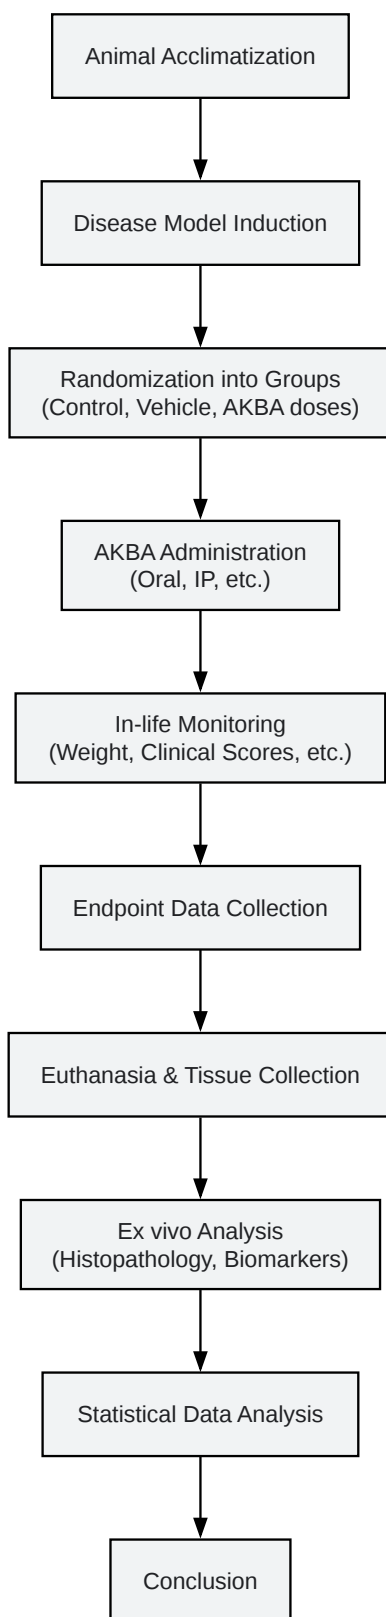 Animal Acclimatization
Disease Model Induction
Randomization into Groups
(Control, Vehicle, AKBA doses)
AKBA Administration
(Oral, IP, etc.)
In-life Monitoring
(Weight, Clinical Scores, etc.)
Endpoint Data Collection
Euthanasia & Tissue Collection
Ex vivo Analysis
(Histopathology, Biomarkers)
Statistical Data Analysis
Conclusion